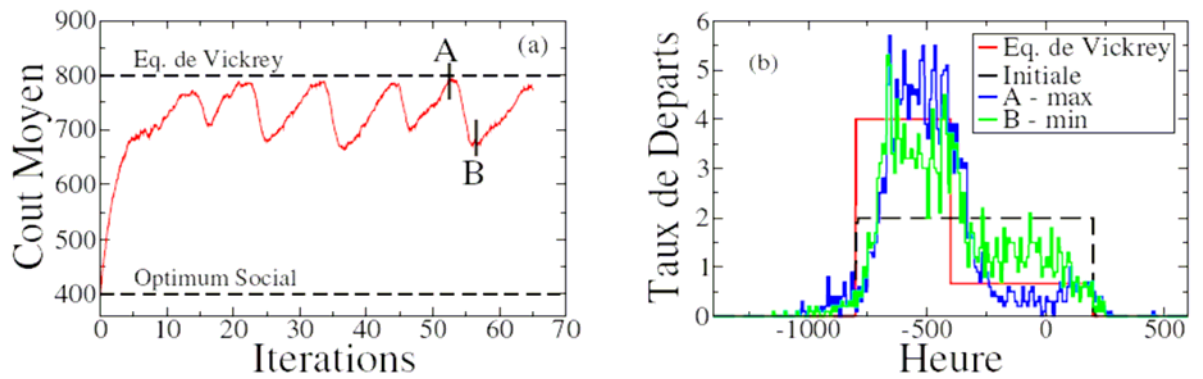 900
800
700
600
500
400
Cout Moyen
Eq. de Vickrey
A
(a)
B
Optimum Social
0
10
20
30
40
50
60
70
Iterations
6
5
4
3
2
1
0
Taux de Departs
(b)
Eq. de Vickrey
Initiale
A - max
B - min
-1000
-500
0
500
Heure